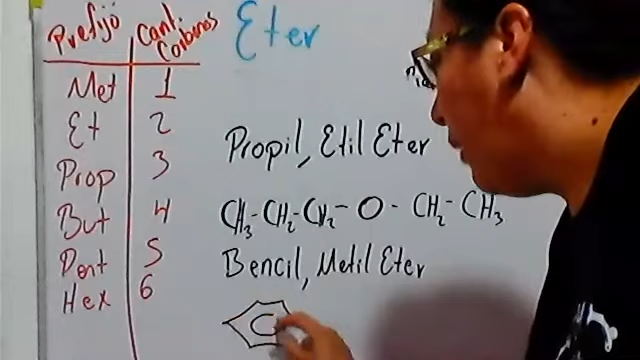 Eter
Prefijo Cant. Carbonos
Met 1
Et 2
Prop 3
But 4
Pent 5
Hex 6
Propil, Etil Eter
CH3-CH2-CH2-O-CH2-CH3
Bencil, Metil Eter